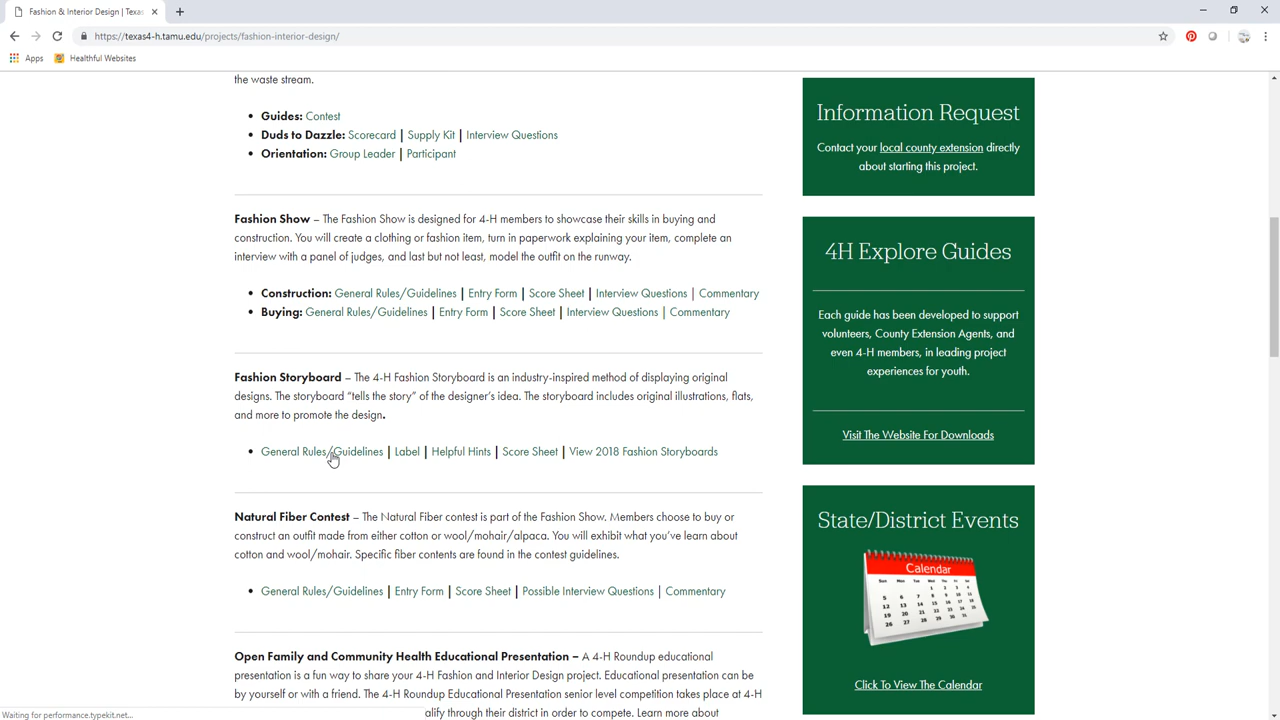 Fashion & Interior Design | Texas
https://texas4-h.tamu.edu/projects/fashion-interior-design/
Apps
Healthful Websites
the waste stream.
Guides: Contest
Duds to Dazzle: Scorecard | Supply Kit | Interview Questions
Orientation: Group Leader | Participant
Fashion Show – The Fashion Show is designed for 4-H members to showcase their skills in buying and
construction. You will create a clothing or fashion item, turn in paperwork explaining your item, complete an
interview with a panel of judges, and last but not least, model the outfit on the runway.
Construction: General Rules/Guidelines | Entry Form | Score Sheet | Interview Questions | Commentary
Buying: General Rules/Guidelines | Entry Form | Score Sheet | Interview Questions | Commentary
Fashion Storyboard – The 4-H Fashion Storyboard is an industry-inspired method of displaying original
designs. The storyboard “tells the story” of the designer’s idea. The storyboard includes original illustrations, flats,
and more to promote the design.
General Rules/Guidelines | Label | Helpful Hints | Score Sheet | View 2018 Fashion Storyboards
Natural Fiber Contest – The Natural Fiber contest is part of the Fashion Show. Members choose to buy or
construct an outfit made from either cotton or wool/mohair/alpaca. You will exhibit what you’ve learn about
cotton and wool/mohair. Specific fiber contents are found in the contest guidelines.
General Rules/Guidelines | Entry Form | Score Sheet | Possible Interview Questions | Commentary
Open Family and Community Health Educational Presentation – A 4-H Roundup educational
presentation is a fun way to share your 4-H Fashion and Interior Design project. Educational presentation can be
by yourself or with a friend. The 4-H Roundup Educational Presentation senior level competition takes place at 4-H
alify through their district in order to compete. Learn more about
Waiting for performance.typekit.net...
Information Request
Contact your local county extension directly
about starting this project.
4H Explore Guides
Each guide has been developed to support
volunteers, County Extension Agents, and
even 4-H members, in leading project
experiences for youth.
Visit The Website For Downloads
State/District Events
Calendar
Click To View The Calendar